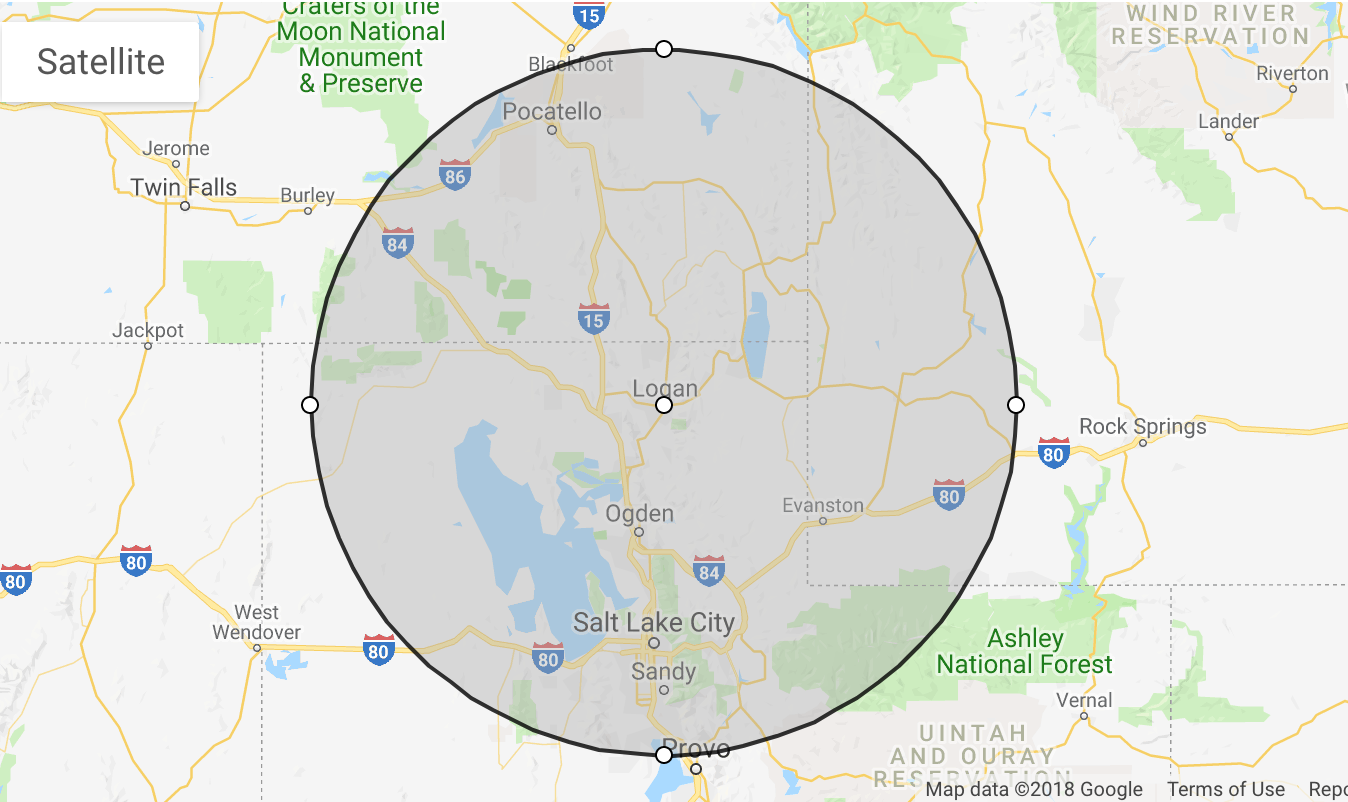 Craters of the
Moon National
Monument
& Preserve
15
WIND RIVER
RESERVATION
Satellite
Blackfoot
Riverton
Pocatello
Lander
Jerome
86
Twin Falls
Burley
84
15
Jackpot
Logan
Rock Springs
80
80
Evanston
Ogden
80
80
84
West
Wendover
Salt Lake City
80
80
Sandy
Ashley
National Forest
Vernal
Provo
UINTAH
AND OURAY
RESERVATION
Map data ©2018 Google
Terms of Use
Repo